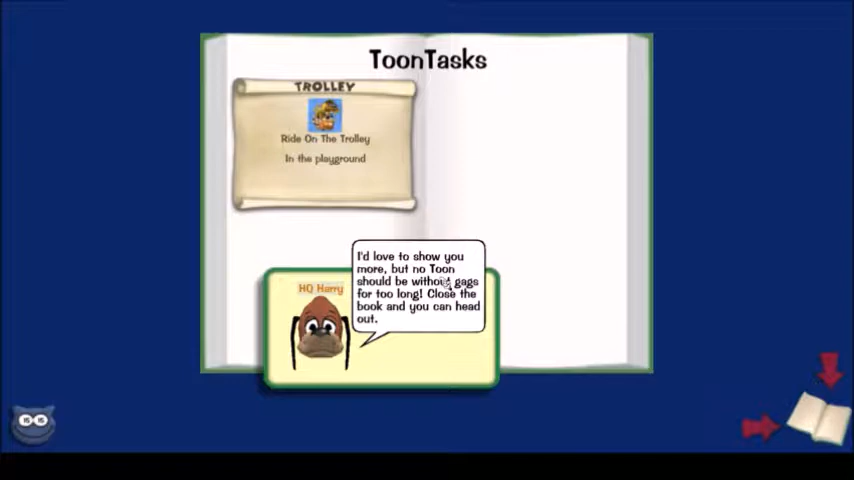 ToonTasks
TROLLEY
Ride On The Trolley
In the playground
I'd love to show you
more, but no Toon
should be without gags
for too long! Close the
book and you can head
out.
HQ Harry